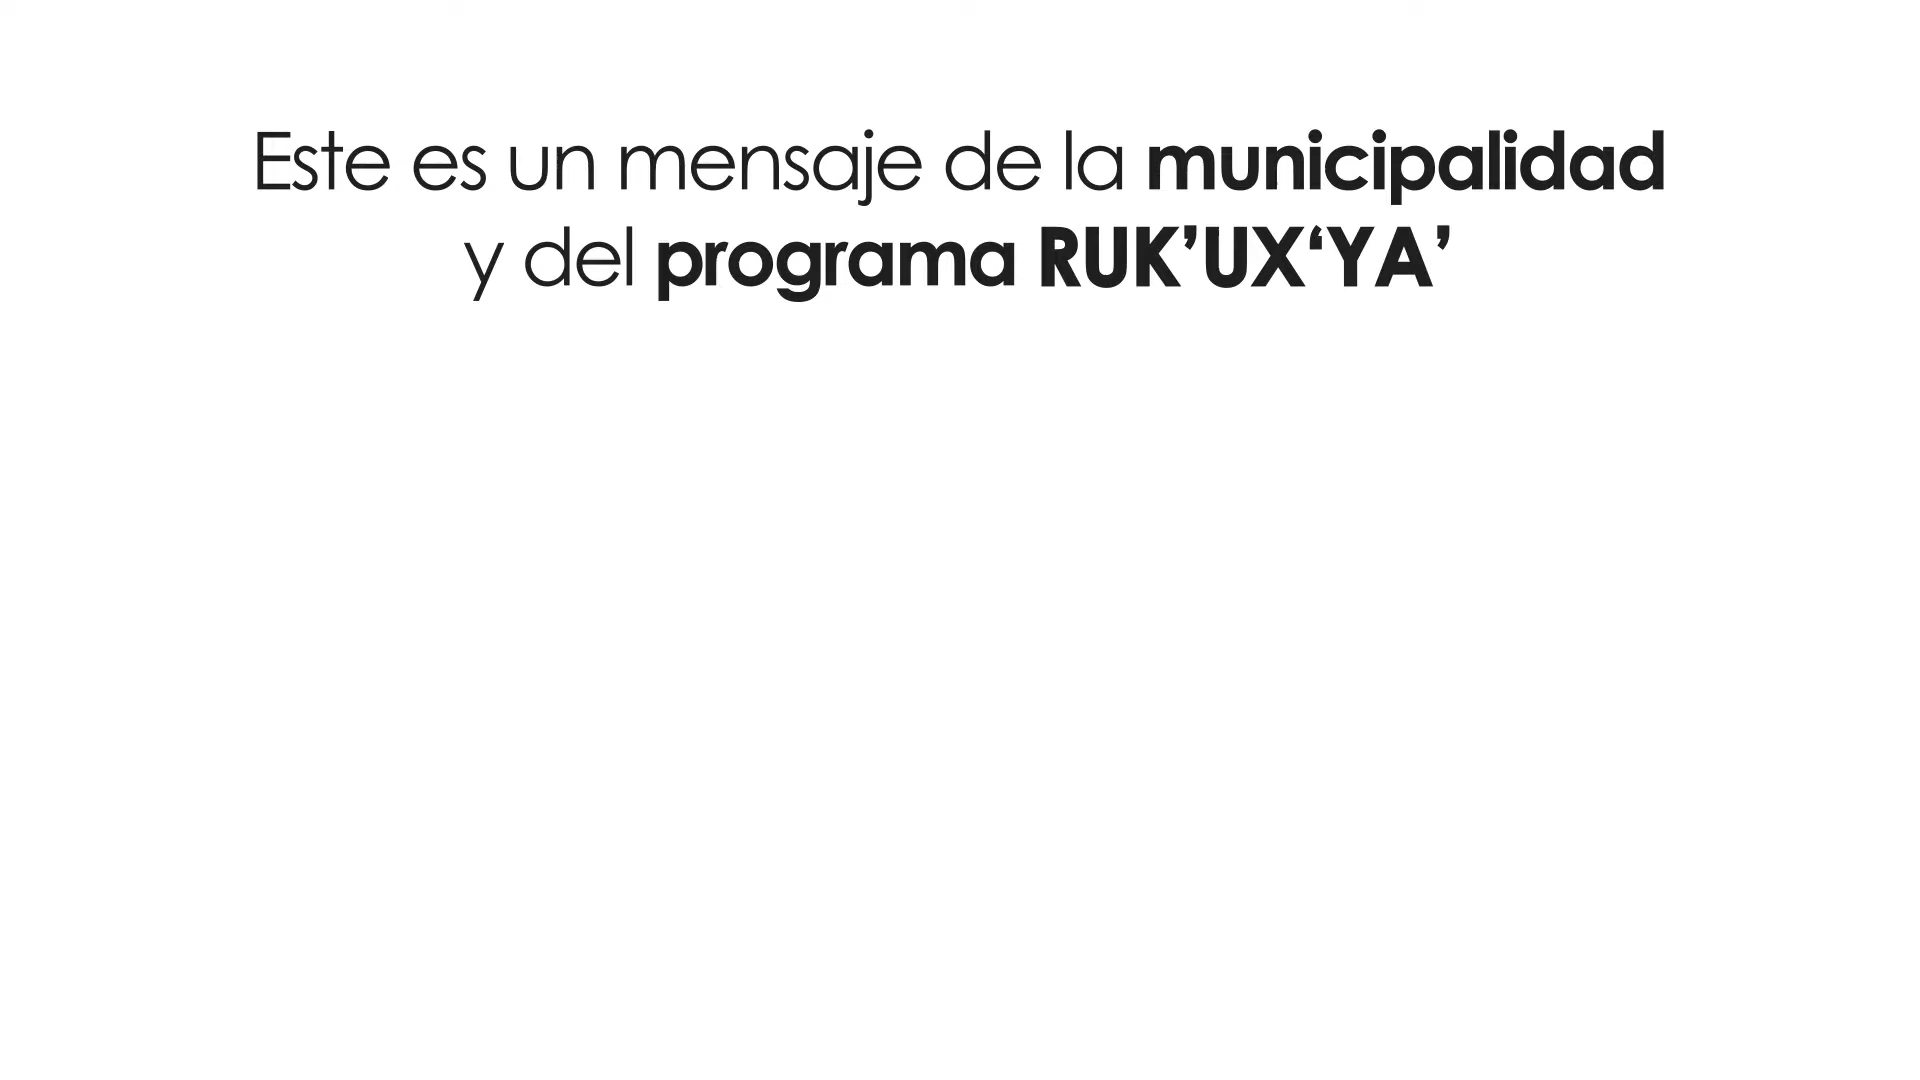 Este es un mensaje de la municipalidad
y del programa RUK’UX‘YA’